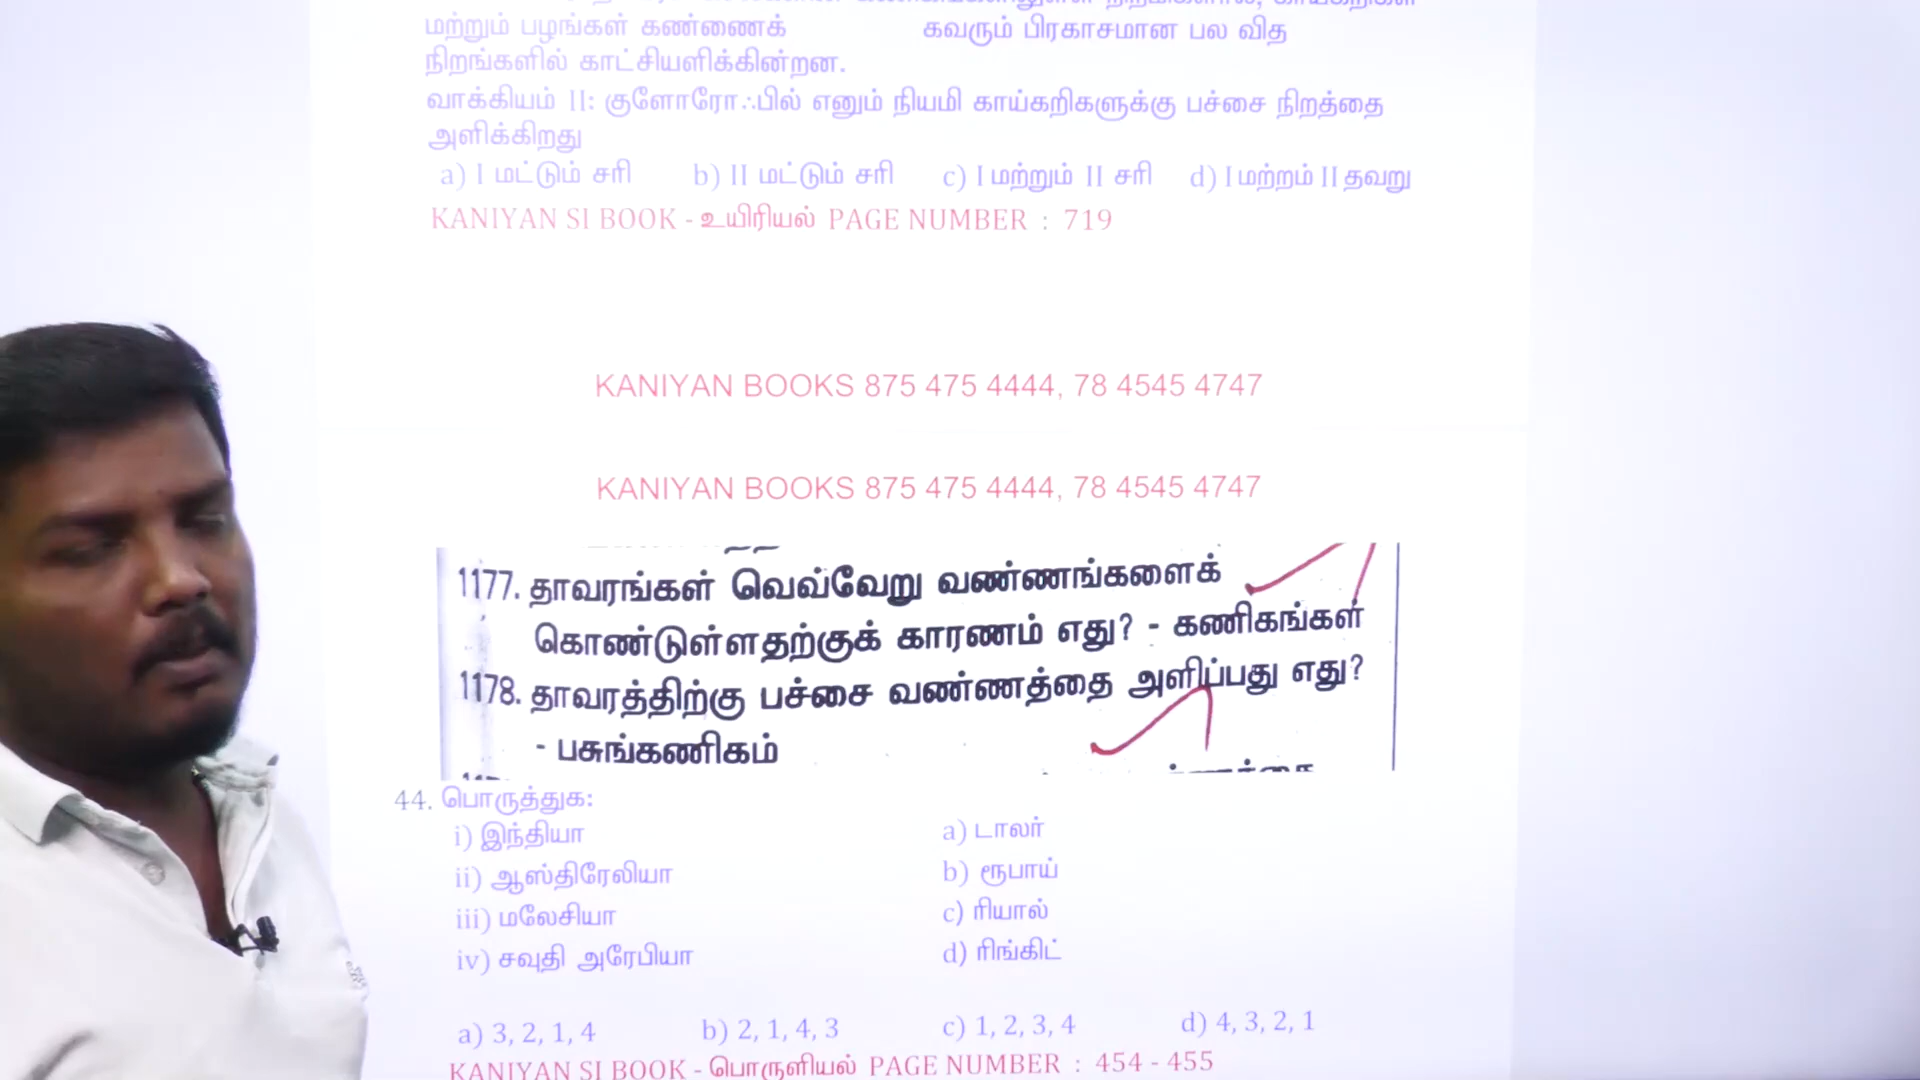 மற்றும் பழங்கள் கண்ணைக் கவரும் பிரகாசமான பல வித
நிறங்களில் காட்சியளிக்கின்றன.
வாக்கியம் II: குளோரோஃபில் எனும் நியமி காய்கறிகளுக்கு பச்சை நிறத்தை
அளிக்கிறது
a) I மட்டும் சரி b) II மட்டும் சரி c) I மற்றும் II சரி d) I மற்றம் II தவறு
KANIYAN SI BOOK - உயிரியல் PAGE NUMBER : 719
KANIYAN BOOKS 875 475 4444, 78 4545 4747
KANIYAN BOOKS 875 475 4444, 78 4545 4747
1177. தாவரங்கள் வெவ்வேறு வண்ணங்களைக்
கொண்டுள்ளதற்குக் காரணம் எது? - கணிகங்கள்
1178. தாவரத்திற்கு பச்சை வண்ணத்தை அளிப்பது எது?
- பசுங்கணிகம்
44. பொருத்துக:
i) இந்தியா a) டாலர்
ii) ஆஸ்திரேலியா b) ரூபாய்
iii) மலேசியா c) ரியால்
iv) சவுதி அரேபியா d) ரிங்கிட்
a) 3, 2, 1, 4 b) 2, 1, 4, 3 c) 1, 2, 3, 4 d) 4, 3, 2, 1
KANIYAN SI BOOK - பொருளியல் PAGE NUMBER : 454 - 455